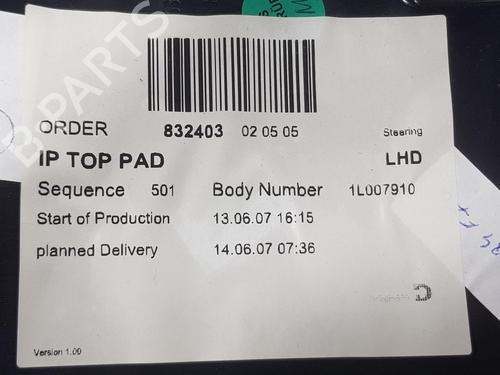 B PARTS
ORDER 832403 02 05 05 Steering
IP TOP PAD LHD
Sequence 501 Body Number 1L007910
Start of Production 13.06.07 16:15
planned Delivery 14.06.07 07:36
Version 1.00